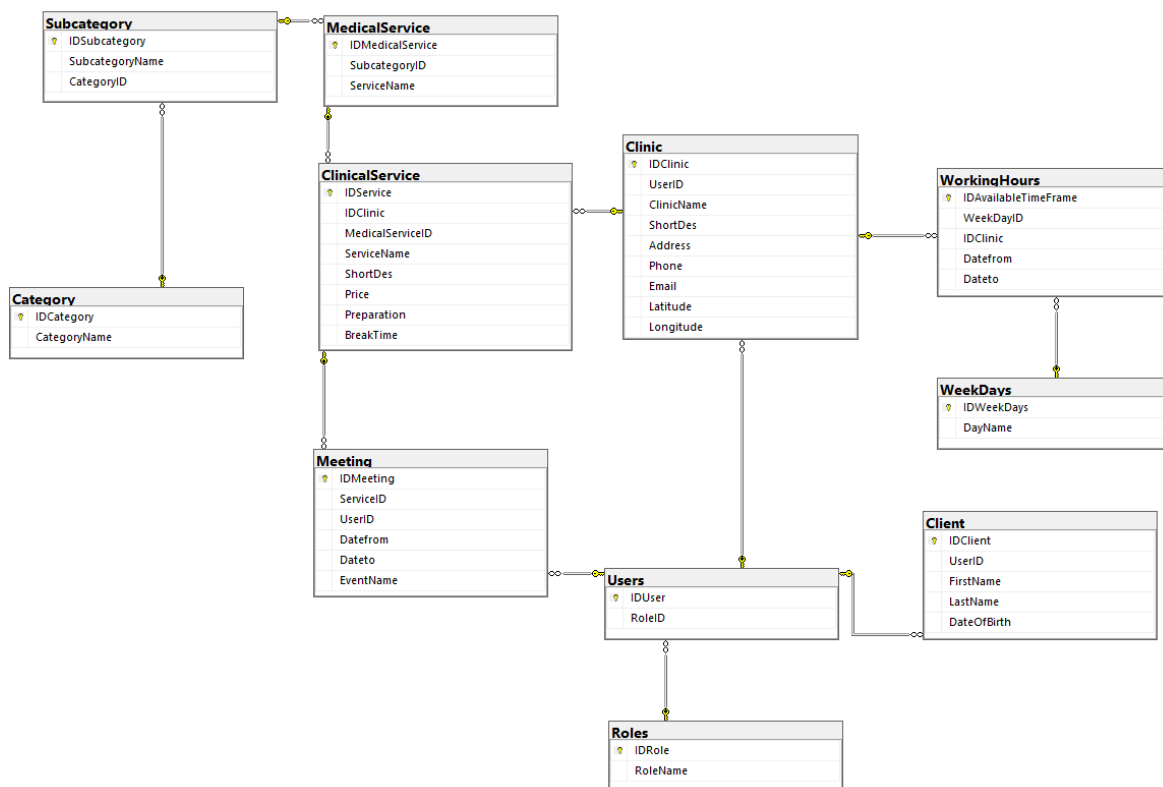 Subcategory
IDSubcategory
SubcategoryName
CategoryID
MedicalService
IDMedicalService
SubcategoryID
ServiceName
Clinic
IDClinic
UserID
ClinicName
ShortDes
Address
Phone
Email
Latitude
Longitude
ClinicalService
IDService
IDClinic
MedicalServiceID
ServiceName
ShortDes
Price
Preparation
BreakTime
WorkingHours
IDAvailableTimeFrame
WeekDayID
IDClinic
Datefrom
Dateto
Category
IDCategory
CategoryName
WeekDays
IDWeekDays
DayName
Meeting
IDMeeting
ServiceID
UserID
Datefrom
Dateto
EventName
Client
IDClient
UserID
FirstName
LastName
DateOfBirth
Users
IDUser
RoleID
Roles
IDRole
RoleName